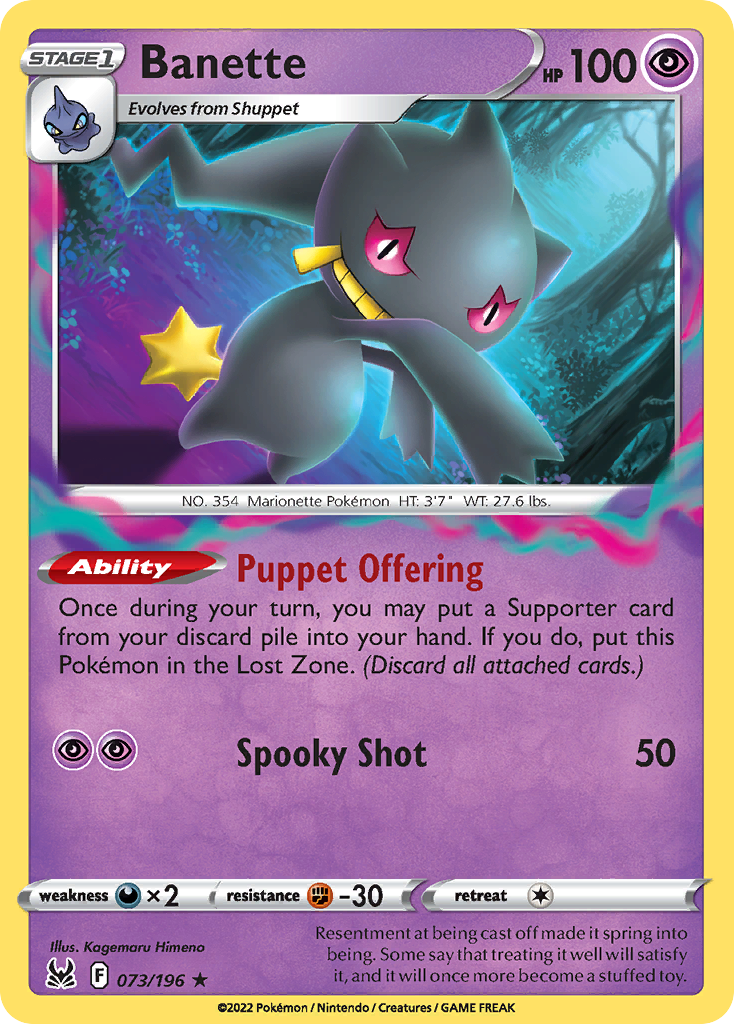 STAGE1
Banette
HP 100
Evolves from Shuppet
NO. 354 Marionette Pokémon HT: 3'7" WT: 27.6 lbs.
Ability Puppet Offering
Once during your turn, you may put a Supporter card
from your discard pile into your hand. If you do, put this
Pokémon in the Lost Zone. (Discard all attached cards.)
Spooky Shot 50
weakness ×2 resistance -30 retreat
Illus. Kagemaru Himeno
F 073/196 ★
Resentment at being cast off made it spring into
being. Some say that treating it well will satisfy
it, and it will once more become a stuffed toy.
©2022 Pokémon / Nintendo / Creatures / GAME FREAK